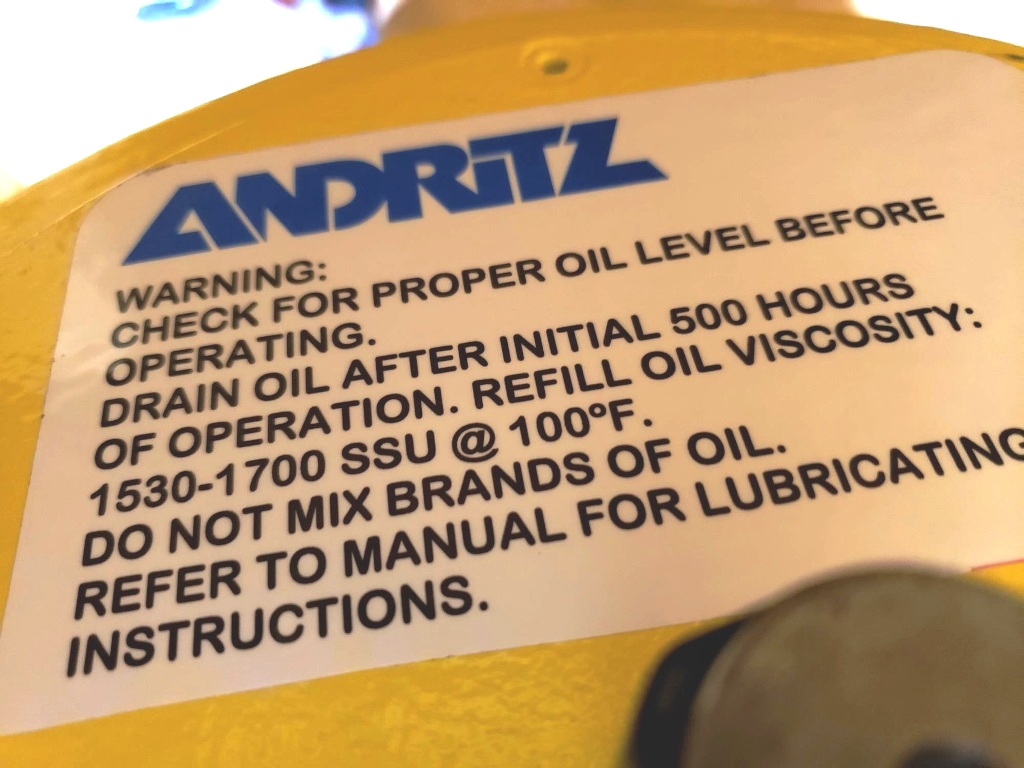 ANDRITZ
WARNING:
CHECK FOR PROPER OIL LEVEL BEFORE
OPERATING.
DRAIN OIL AFTER INITIAL 500 HOURS
OF OPERATION. REFILL OIL VISCOSITY:
1530-1700 SSU @ 100°F.
DO NOT MIX BRANDS OF OIL.
REFER TO MANUAL FOR LUBRICATING
INSTRUCTIONS.